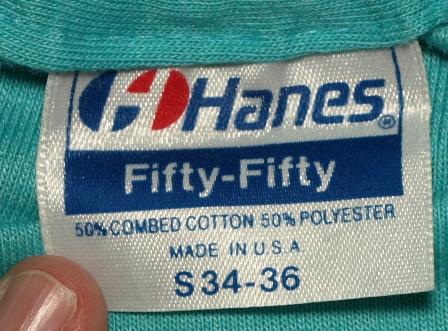 Hanes®
Fifty-Fifty
50% COMBED COTTON 50% POLYESTER
MADE IN U.S.A
S 34-36